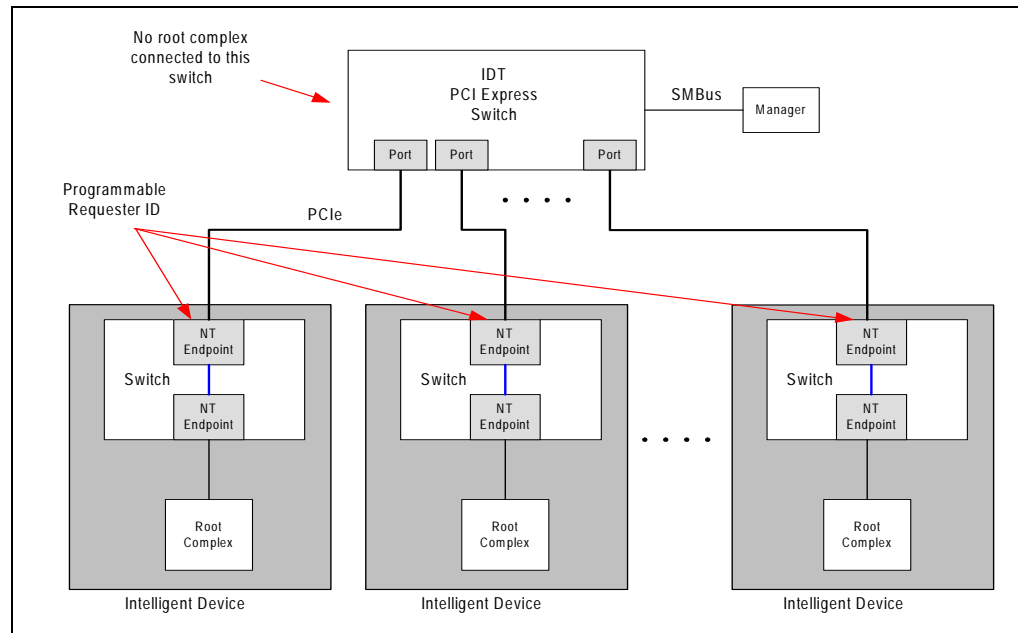 No root complex
connected to this
switch
IDT
PCI Express
Switch
SMBus
Manager
Port
Port
Port
Programmable
Requester ID
PCIe
NT
Endpoint
Switch
NT
Endpoint
Root
Complex
Intelligent Device
NT
Endpoint
Switch
NT
Endpoint
Root
Complex
Intelligent Device
NT
Endpoint
Switch
NT
Endpoint
Root
Complex
Intelligent Device